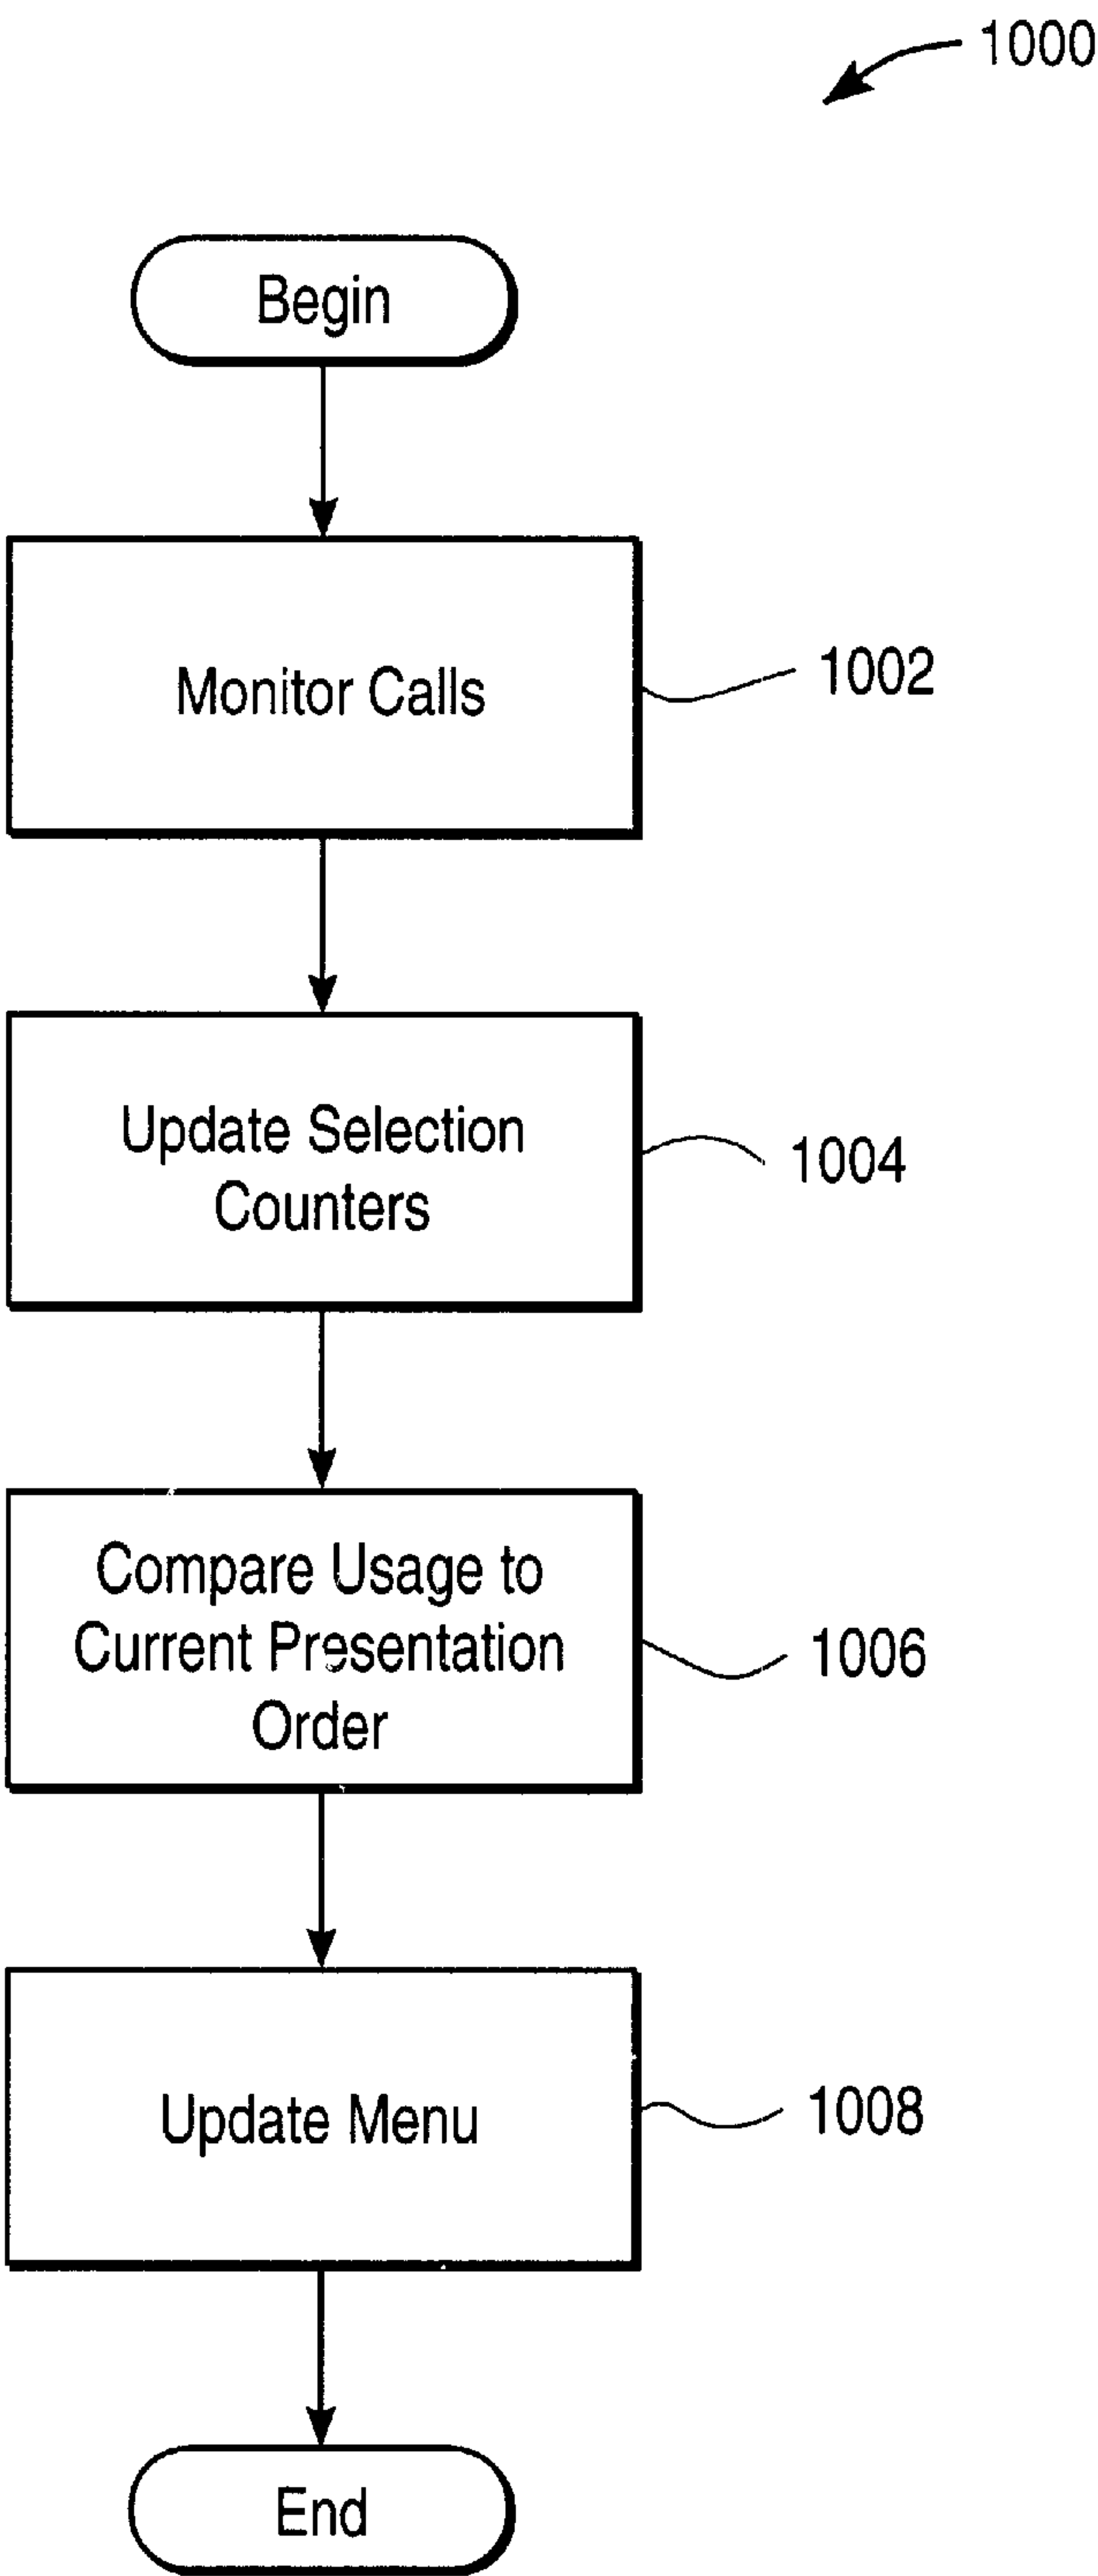 1000
Begin
Monitor Calls
1002
Update Selection
Counters
1004
Compare Usage to
Current Presentation
Order
1006
Update Menu
1008
End